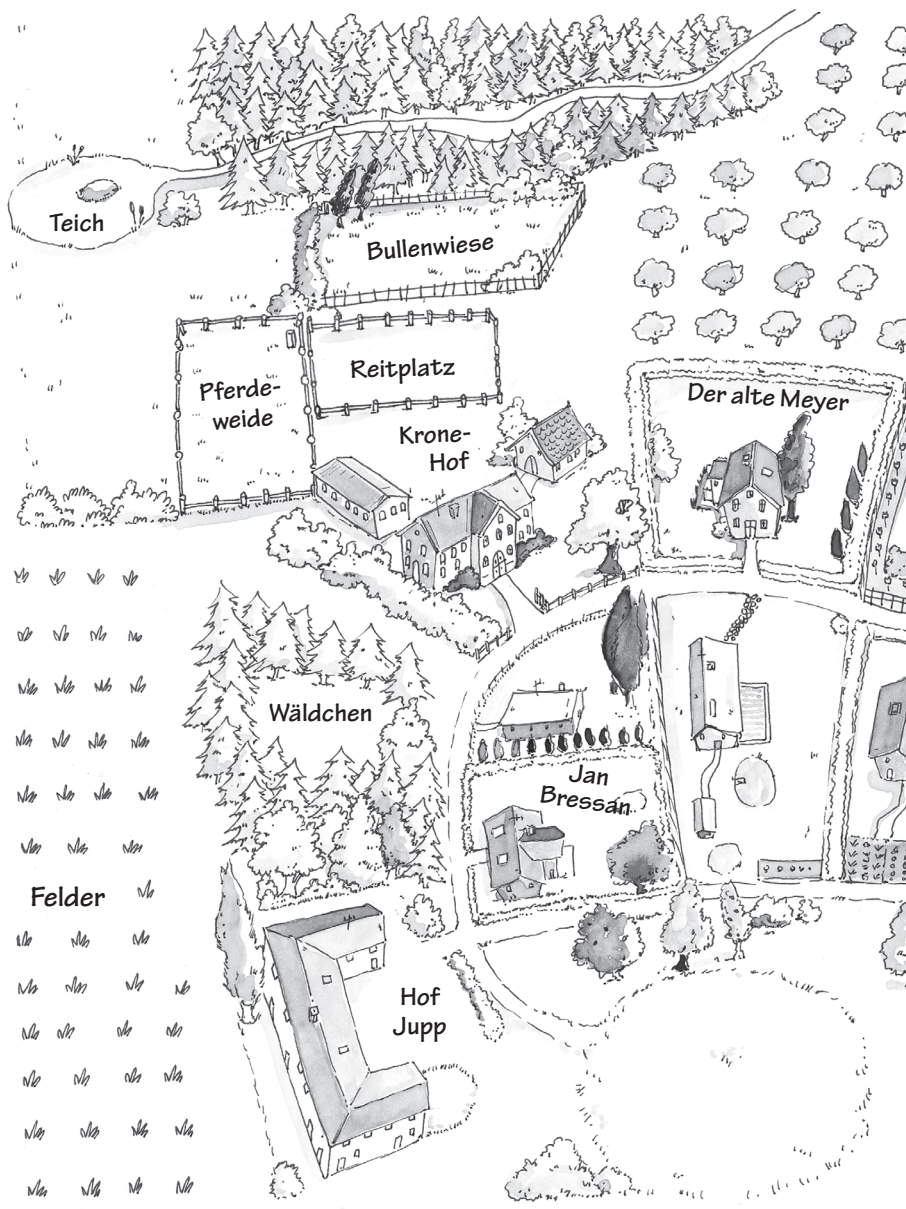 Teich
Bullenwiese
Reitplatz
Pferde-
weide
Krone-
Hof
Der alte Meyer
Wäldchen
Jan
Bressan
Felder
Hof
Jupp